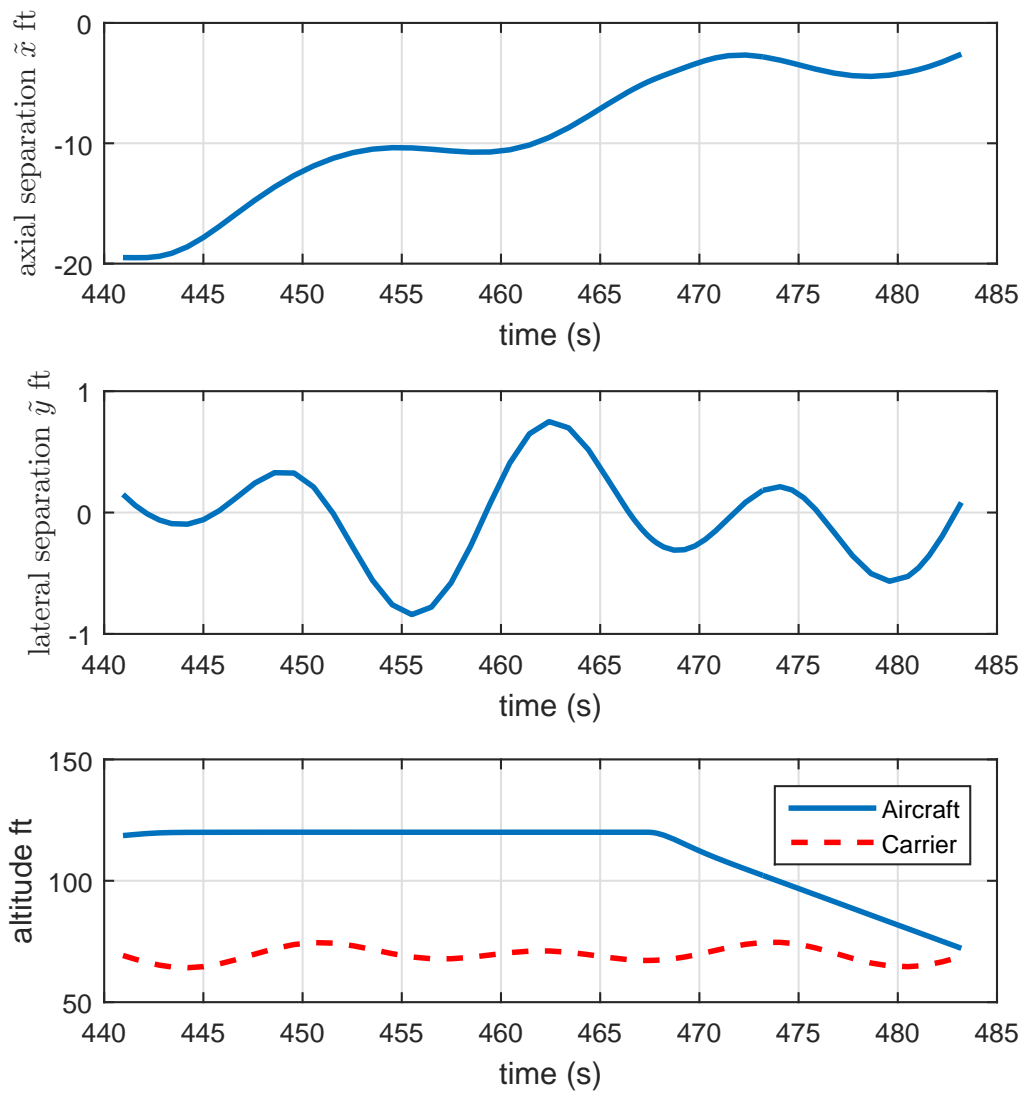 axial separation x̃ ft
0
-10
-20
440 445 450 455 460 465 470 475 480 485
time (s)
lateral separation ỹ ft
1
0
-1
440 445 450 455 460 465 470 475 480 485
time (s)
altitude ft
150
100
50
Aircraft
Carrier
440 445 450 455 460 465 470 475 480 485
time (s)